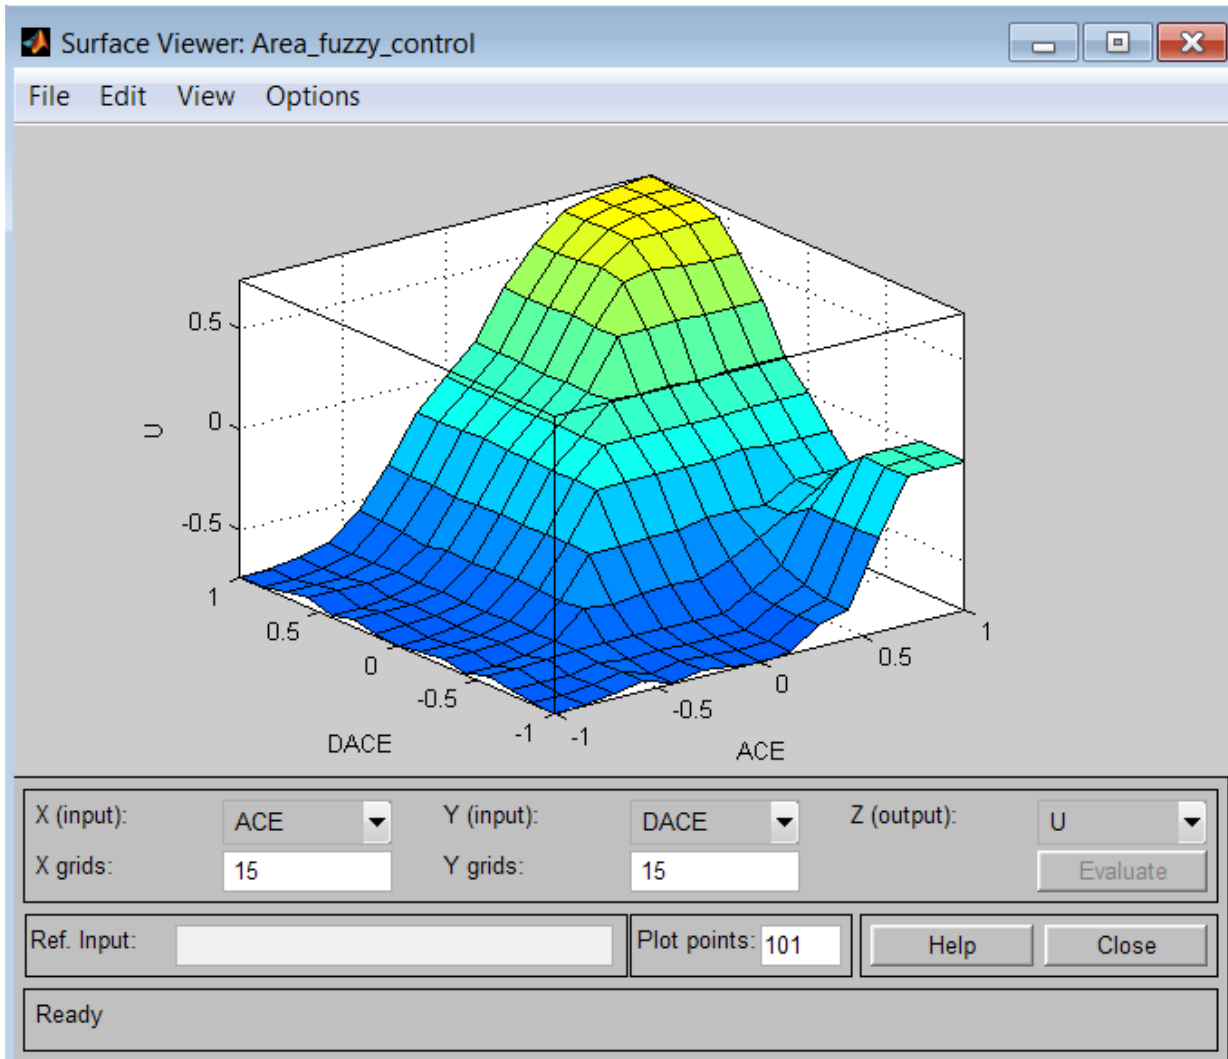 Surface Viewer: Area_fuzzy_control
File Edit View Options
0.5
0
-0.5
U
1
0.5
0
-0.5
-1
DACE
-1
-0.5
0
0.5
1
ACE
X (input): ACE Y (input): DACE Z (output): U
X grids: 15 Y grids: 15 Evaluate
Ref. Input: Plot points: 101 Help Close
Ready